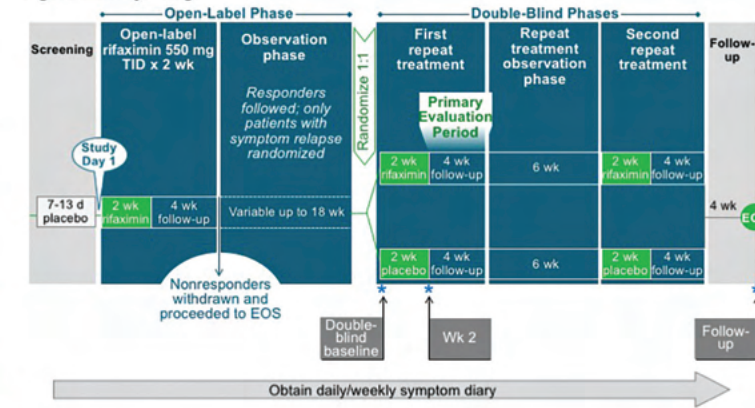 Open-Label Phase
Double-Blind Phases
Screening
Open-label
rifaximin 550 mg
TID x 2 wk
Observation
phase
Responders
followed; only
patients with
symptom relapse
randomized
Randomize 1:1
First
repeat
treatment
Repeat
treatment
observation
phase
Second
repeat
treatment
Follow-
up
Primary
Evaluation
Period
Study
Day 1
2 wk
rifaximin
4 wk
follow-up
6 wk
2 wk
rifaximin
4 wk
follow-up
7-13 d
placebo
2 wk
rifaximin
4 wk
follow-up
Variable up to 18 wk
4 wk
2 wk
placebo
4 wk
follow-up
6 wk
2 wk
placebo
4 wk
follow-up
Nonresponders
withdrawn and
proceeded to EOS
*
*
Double-
blind
baseline
Wk 2
Follow-
up
Obtain daily/weekly symptom diary